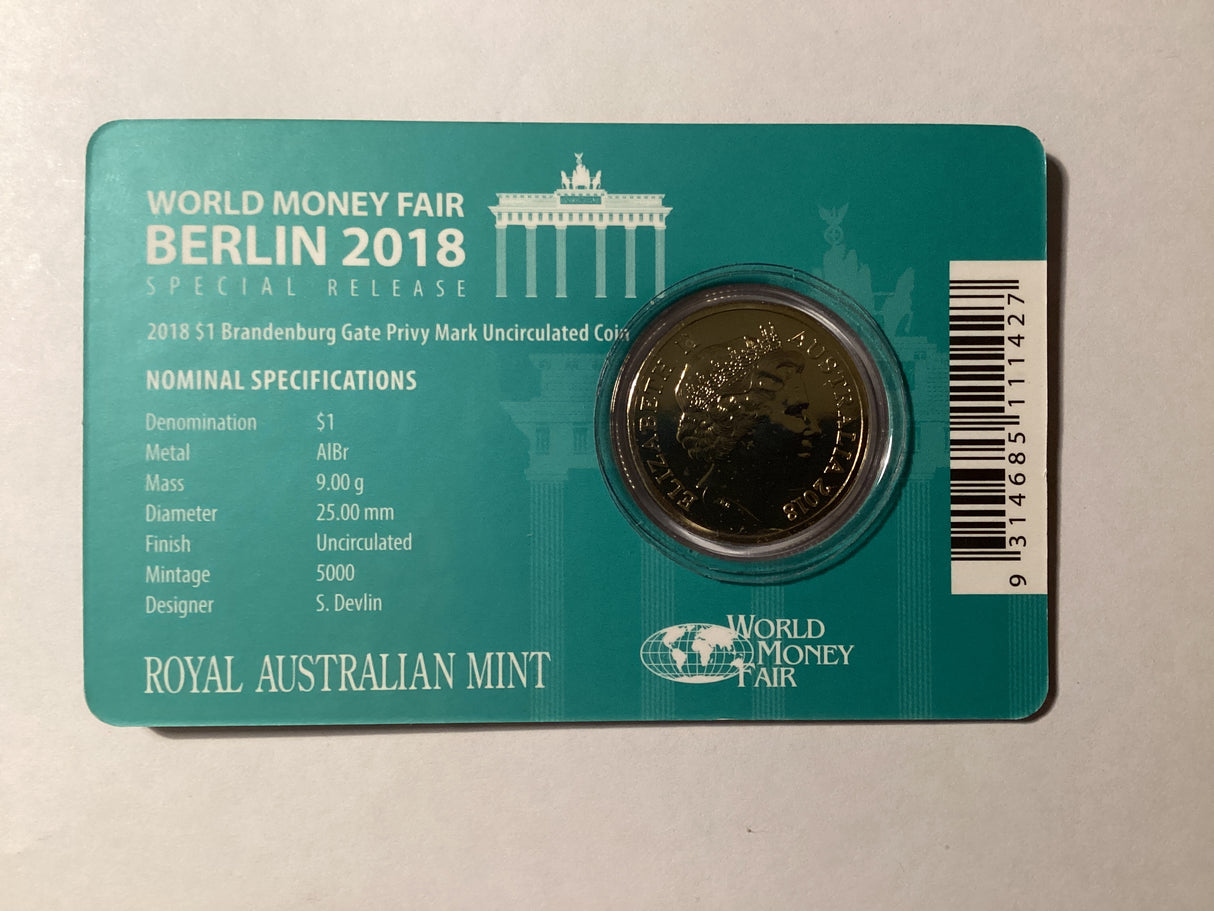 WORLD MONEY FAIR
BERLIN 2018
SPECIAL RELEASE
2018 $1 Brandenburg Gate Privy Mark Uncirculated Coin
NOMINAL SPECIFICATIONS
Denomination $1
Metal AlBr
Mass 9.00 g
Diameter 25.00 mm
Finish Uncirculated
Mintage 5000
Designer S. Devlin
ROYAL AUSTRALIAN MINT
ELIZABETH II AUSTRALIA 2018
WORLD
MONEY
FAIR
9 314685 111427